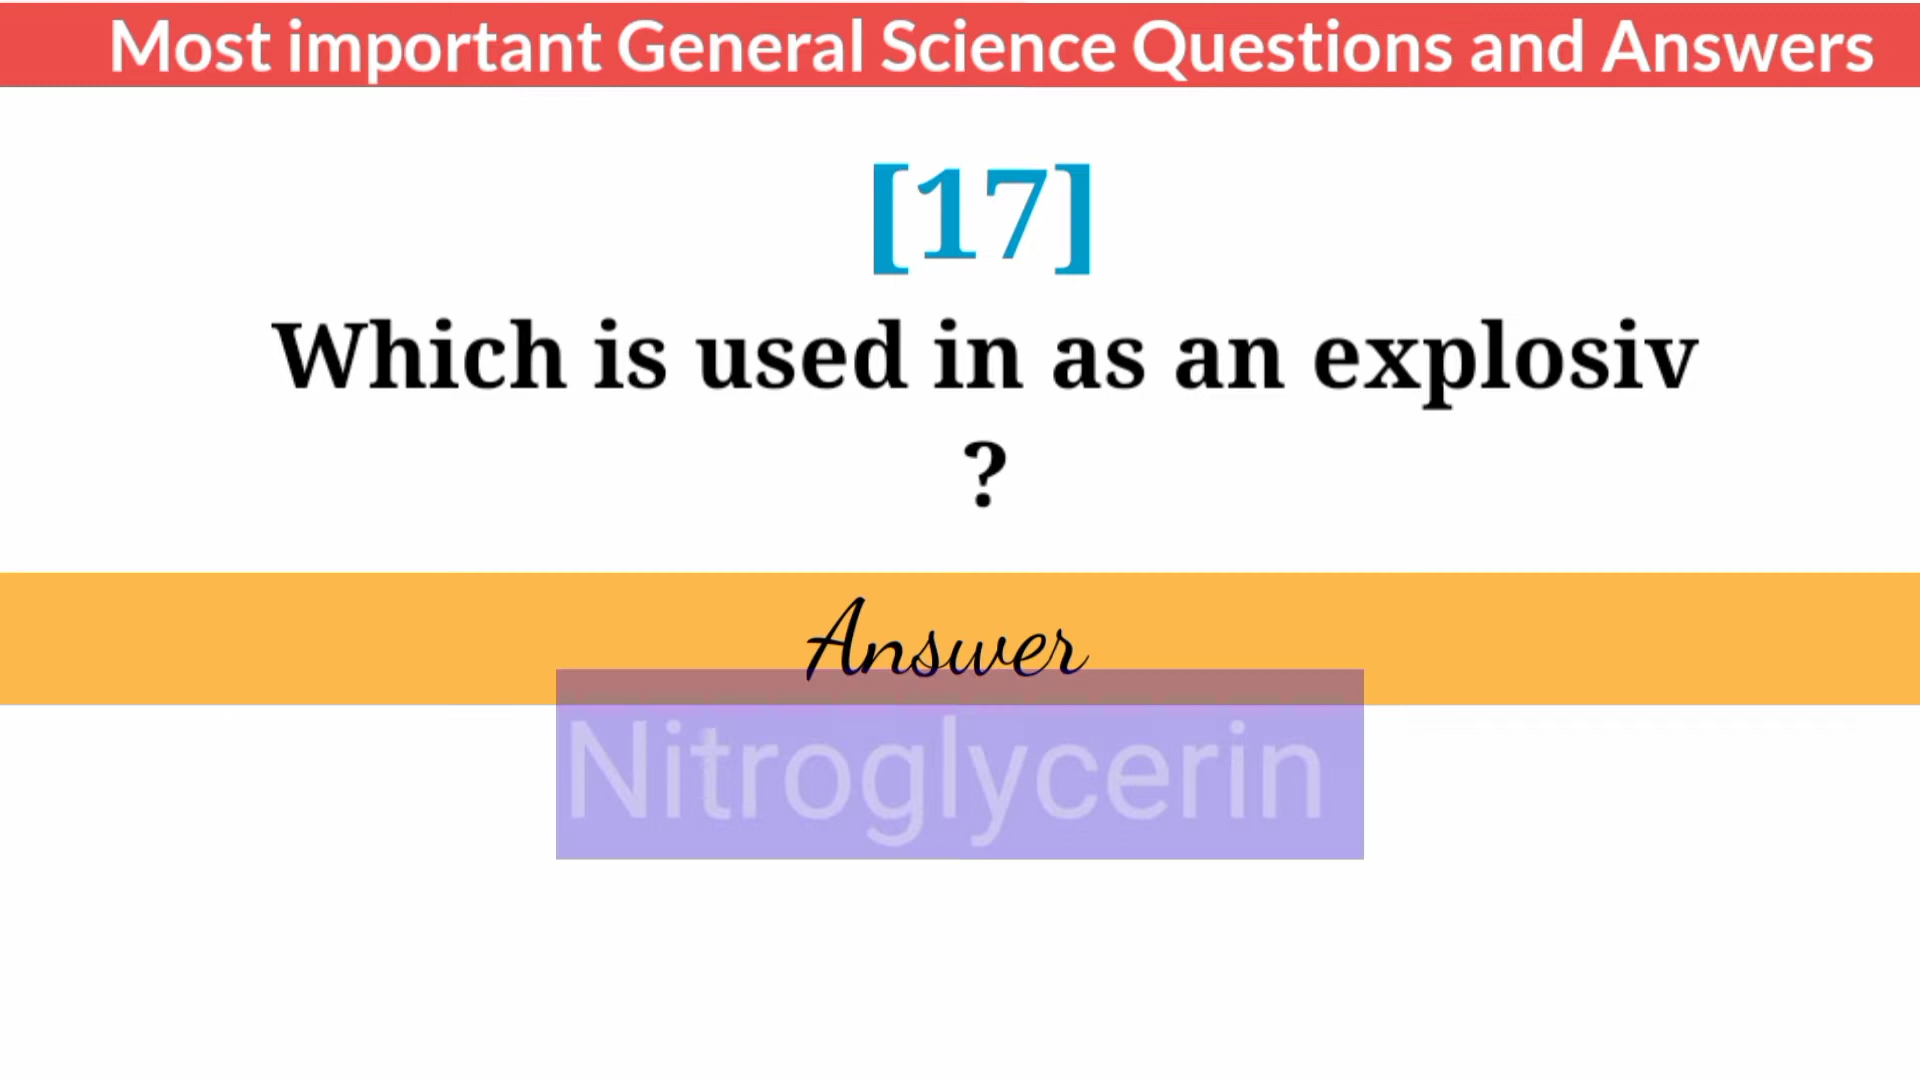 Most important General Science Questions and Answers
[17]
Which is used in as an explosiv
?
Answer
Nitroglycerin